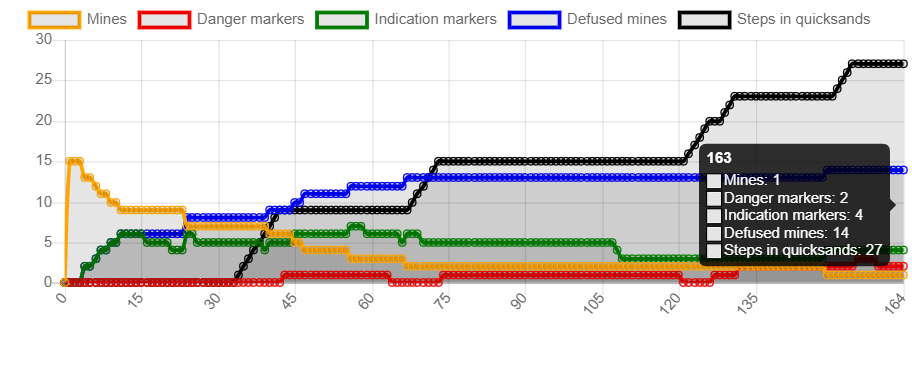 Mines Danger markers Indication markers Defused mines Steps in quicksands
30
25
20
15
10
5
0
163
Mines: 1
Danger markers: 2
Indication markers: 4
Defused mines: 14
Steps in quicksands: 27
0 15 30 45 60 75 90 105 120 135 164